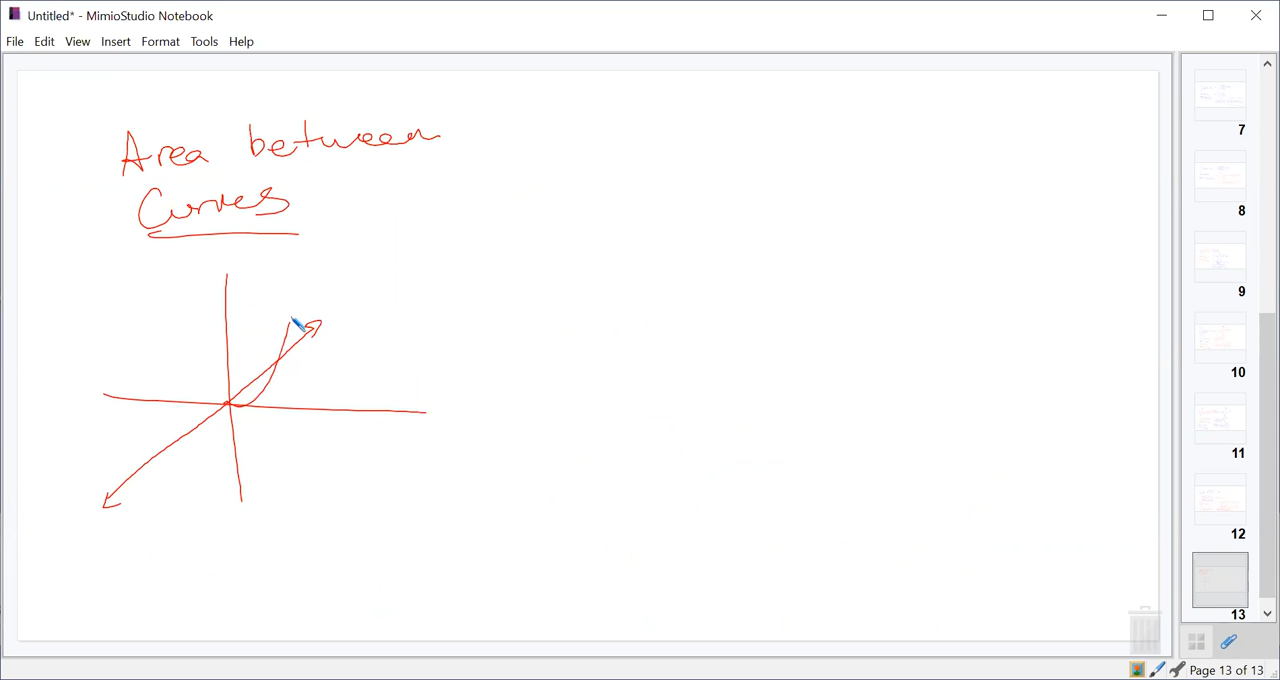 Untitled* - MimioStudio Notebook
File Edit View Insert Format Tools Help
Area between
Curves
7
8
9
10
11
12
13
Page 13 of 13